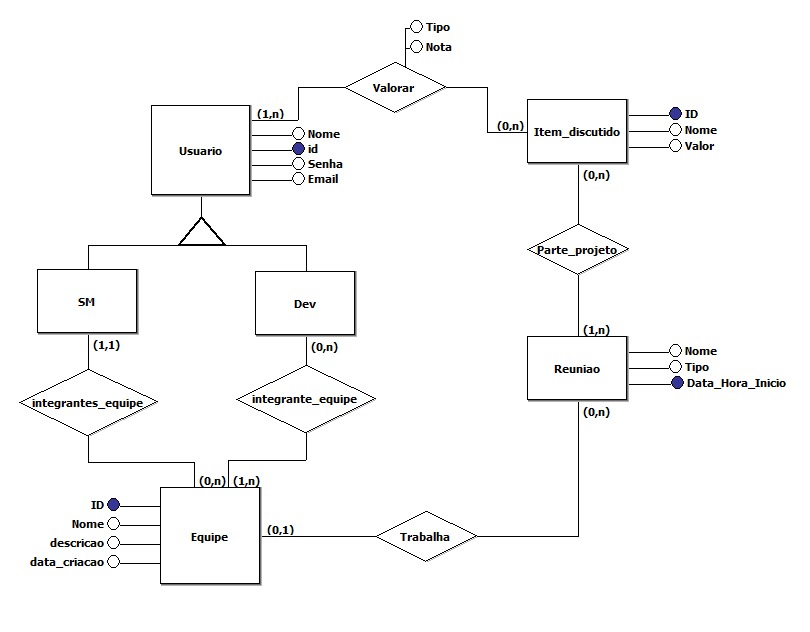 Tipo
Nota
Valorar
(1,n)
(0,n)
Usuario
Nome
id
Senha
Email
Item_discutido
ID
Nome
Valor
(0,n)
Parte_projeto
(1,n)
SM
Dev
(1,1)
(0,n)
Reuniao
Nome
Tipo
Data_Hora_Inicio
(0,n)
integrantes_equipe
integrante_equipe
(0,n)
(1,n)
ID
Nome
descricao
data_criacao
Equipe
(0,1)
Trabalha